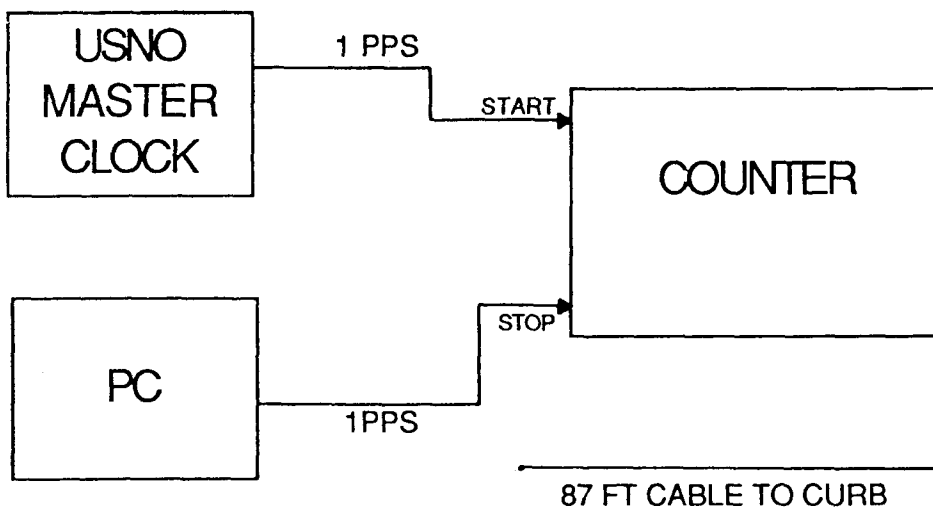 USNO
MASTER
CLOCK
1 PPS
START
COUNTER
STOP
PC
1PPS
87 FT CABLE TO CURB